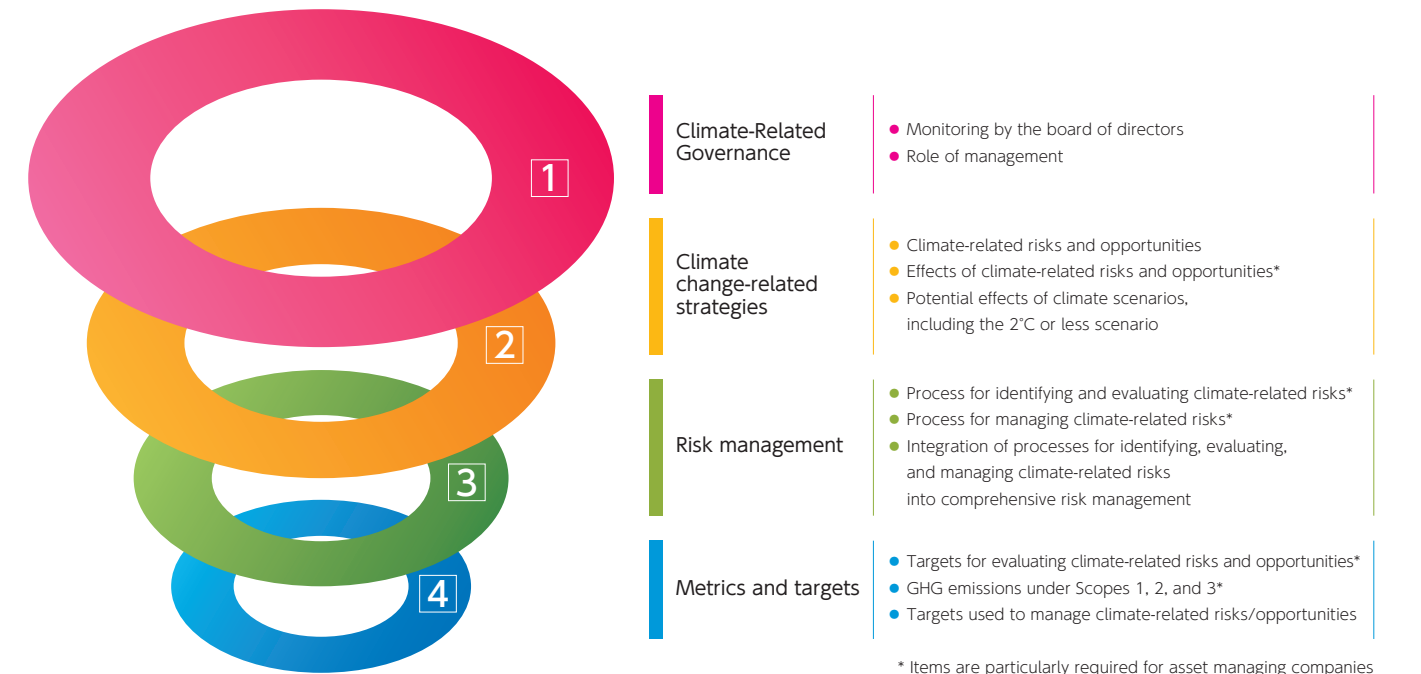 1
2
3
4
Climate-Related
Governance
● Monitoring by the board of directors
● Role of management
Climate
change-related
strategies
● Climate-related risks and opportunities
● Effects of climate-related risks and opportunities*
● Potential effects of climate scenarios,
including the 2°C or less scenario
Risk management
● Process for identifying and evaluating climate-related risks*
● Process for managing climate-related risks*
● Integration of processes for identifying, evaluating,
and managing climate-related risks
into comprehensive risk management
Metrics and targets
● Targets for evaluating climate-related risks and opportunities*
● GHG emissions under Scopes 1, 2, and 3*
● Targets used to manage climate-related risks/opportunities
* Items are particularly required for asset managing companies